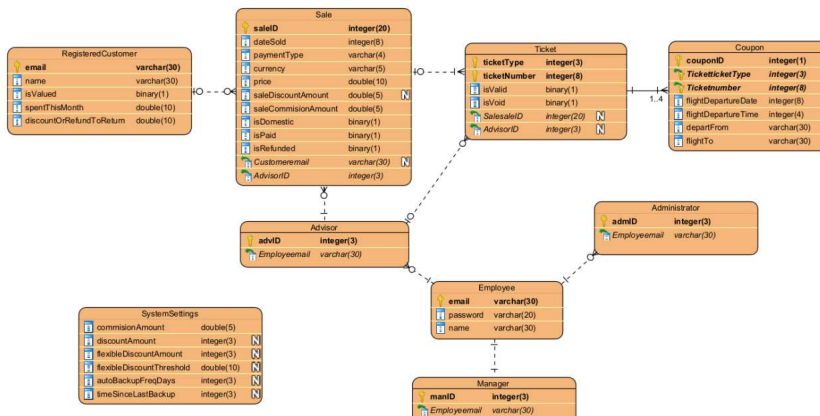 RegisteredCustomer
email varchar(30)
name varchar(30)
isValued binary(1)
spentThisMonth double(10)
discountOrRefundToReturn double(10)
Sale
saleID integer(20)
dateSold integer(8)
paymentType varchar(4)
currency varchar(5)
price double(10)
saleDiscountAmount double(5) N
saleCommisionAmount double(5)
isDomestic binary(1)
isPaid binary(1)
isRefunded binary(1)
Customeremail varchar(30) N
AdvisorID integer(3)
Ticket
ticketType integer(3)
ticketNumber integer(8)
isValid binary(1)
isVoid binary(1)
SalesaleID integer(20) N
AdvisorID integer(3) N
1..4
Coupon
couponID integer(1)
TicketticketType integer(3)
Ticketnumber integer(8)
flightDepartureDate integer(8)
flightDepartureTime integer(4)
departFrom varchar(30)
flightTo varchar(30)
Advisor
advID integer(3)
Employeemail varchar(30)
Administrator
admID integer(3)
Employeemail varchar(30)
Employee
email varchar(30)
password varchar(20)
name varchar(30)
SystemSettings
commisionAmount double(5)
discountAmount integer(3) N
flexibleDiscountAmount integer(3) N
flexibleDiscountThreshold double(10) N
autoBackupFreqDays integer(3) N
timeSinceLastBackup integer(3) N
Manager
manID integer(3)
Employeemail varchar(30)